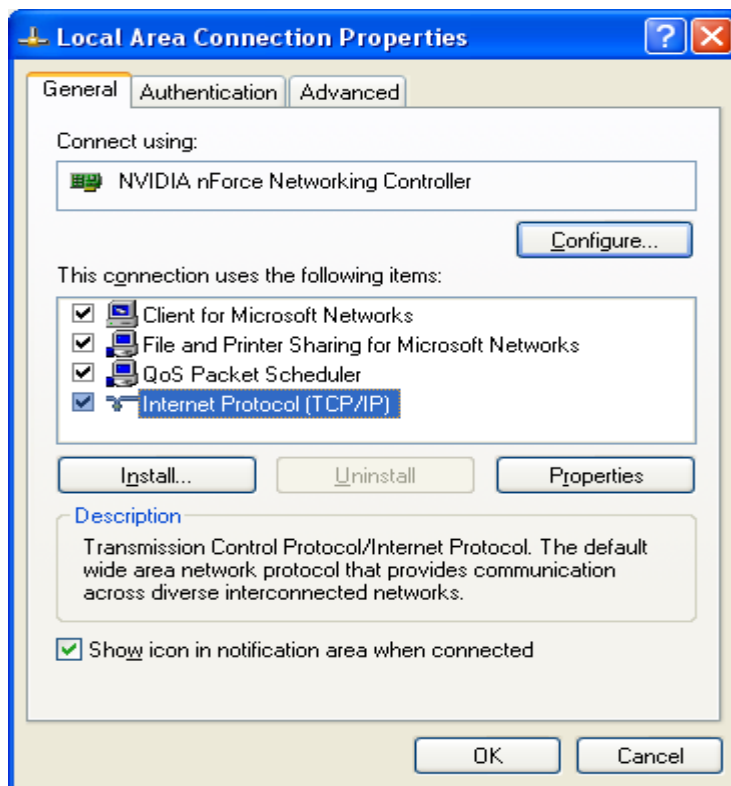 Local Area Connection Properties
General Authentication Advanced
Connect using:
NVIDIA nForce Networking Controller
Configure...
This connection uses the following items:
Client for Microsoft Networks
File and Printer Sharing for Microsoft Networks
QoS Packet Scheduler
Internet Protocol (TCP/IP)
Install... Uninstall Properties
Description
Transmission Control Protocol/Internet Protocol. The default
wide area network protocol that provides communication
across diverse interconnected networks.
Show icon in notification area when connected
OK Cancel